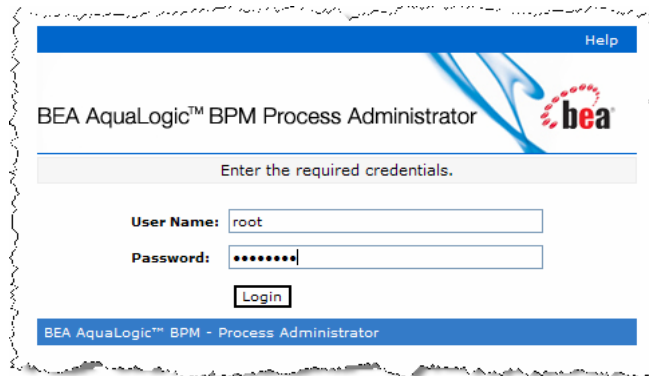 Help
BEA AquaLogic™ BPM Process Administrator
bea
Enter the required credentials.
User Name: root
Password: ••••••••
Login
BEA AquaLogic™ BPM - Process Administrator